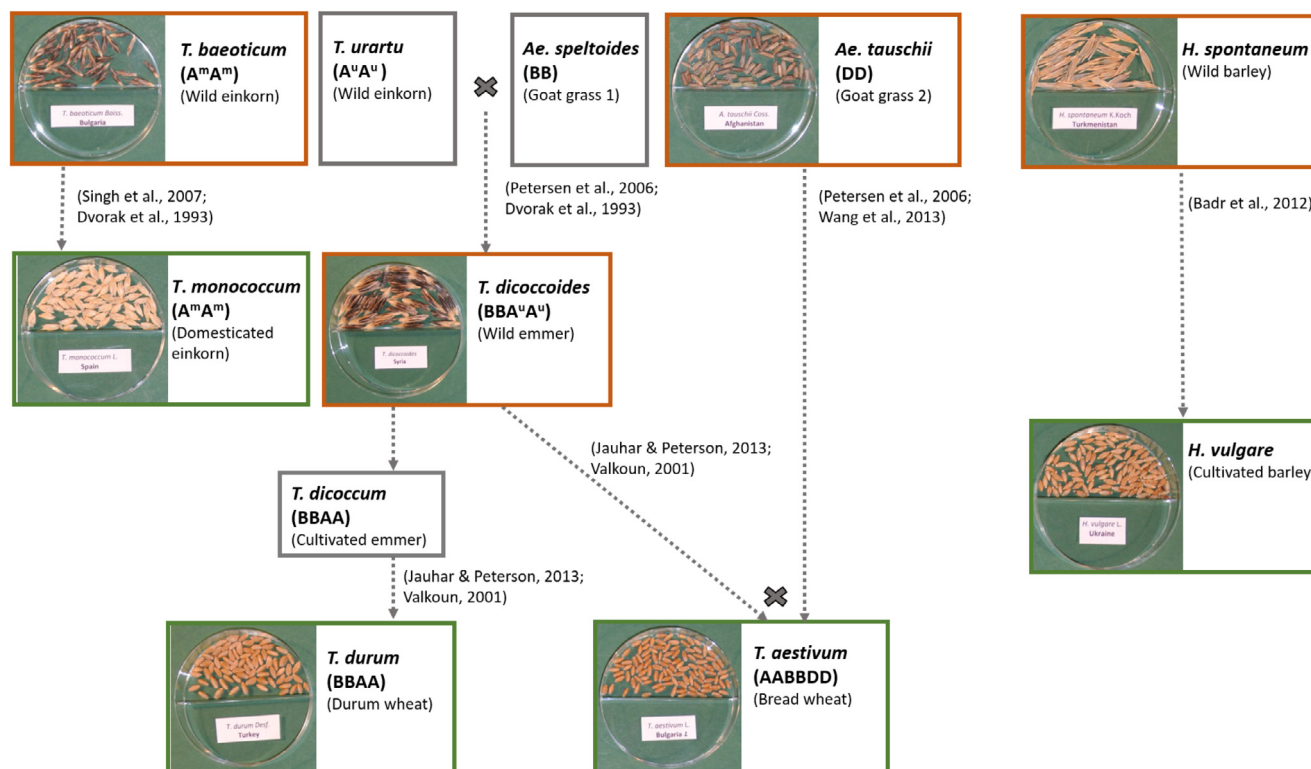 T. baeoticum
(AᵐAᵐ)
(Wild einkorn)
T. baeoticum Boiss.
Bulgaria
T. urartu
(AᵘAᵘ )
(Wild einkorn)
Ae. speltoides
(BB)
(Goat grass 1)
Ae. tauschii
(DD)
(Goat grass 2)
A. tauschii Coss.
Afghanistan
H. spontaneum
(Wild barley)
H. spontaneum K.Koch
Turkmenistan
(Singh et al., 2007;
Dvorak et al., 1993)
(Petersen et al., 2006;
Dvorak et al., 1993)
(Petersen et al., 2006;
Wang et al., 2013)
(Badr et al., 2012)
T. monococcum
(AᵐAᵐ)
(Domesticated
einkorn)
T. monococcum L.
Spain
T. dicoccoides
(BBAᵘAᵘ)
(Wild emmer)
T. dicoccoides
Syria
(Jauhar & Peterson, 2013;
Valkoun, 2001)
H. vulgare
(Cultivated barley
H. vulgare L.
Ukraine
T. dicoccum
(BBAA)
(Cultivated emmer)
(Jauhar & Peterson, 2013;
Valkoun, 2001)
T. durum
(BBAA)
(Durum wheat)
T. durum Desf.
Turkey
T. aestivum
(AABBDD)
(Bread wheat)
T. aestivum L.